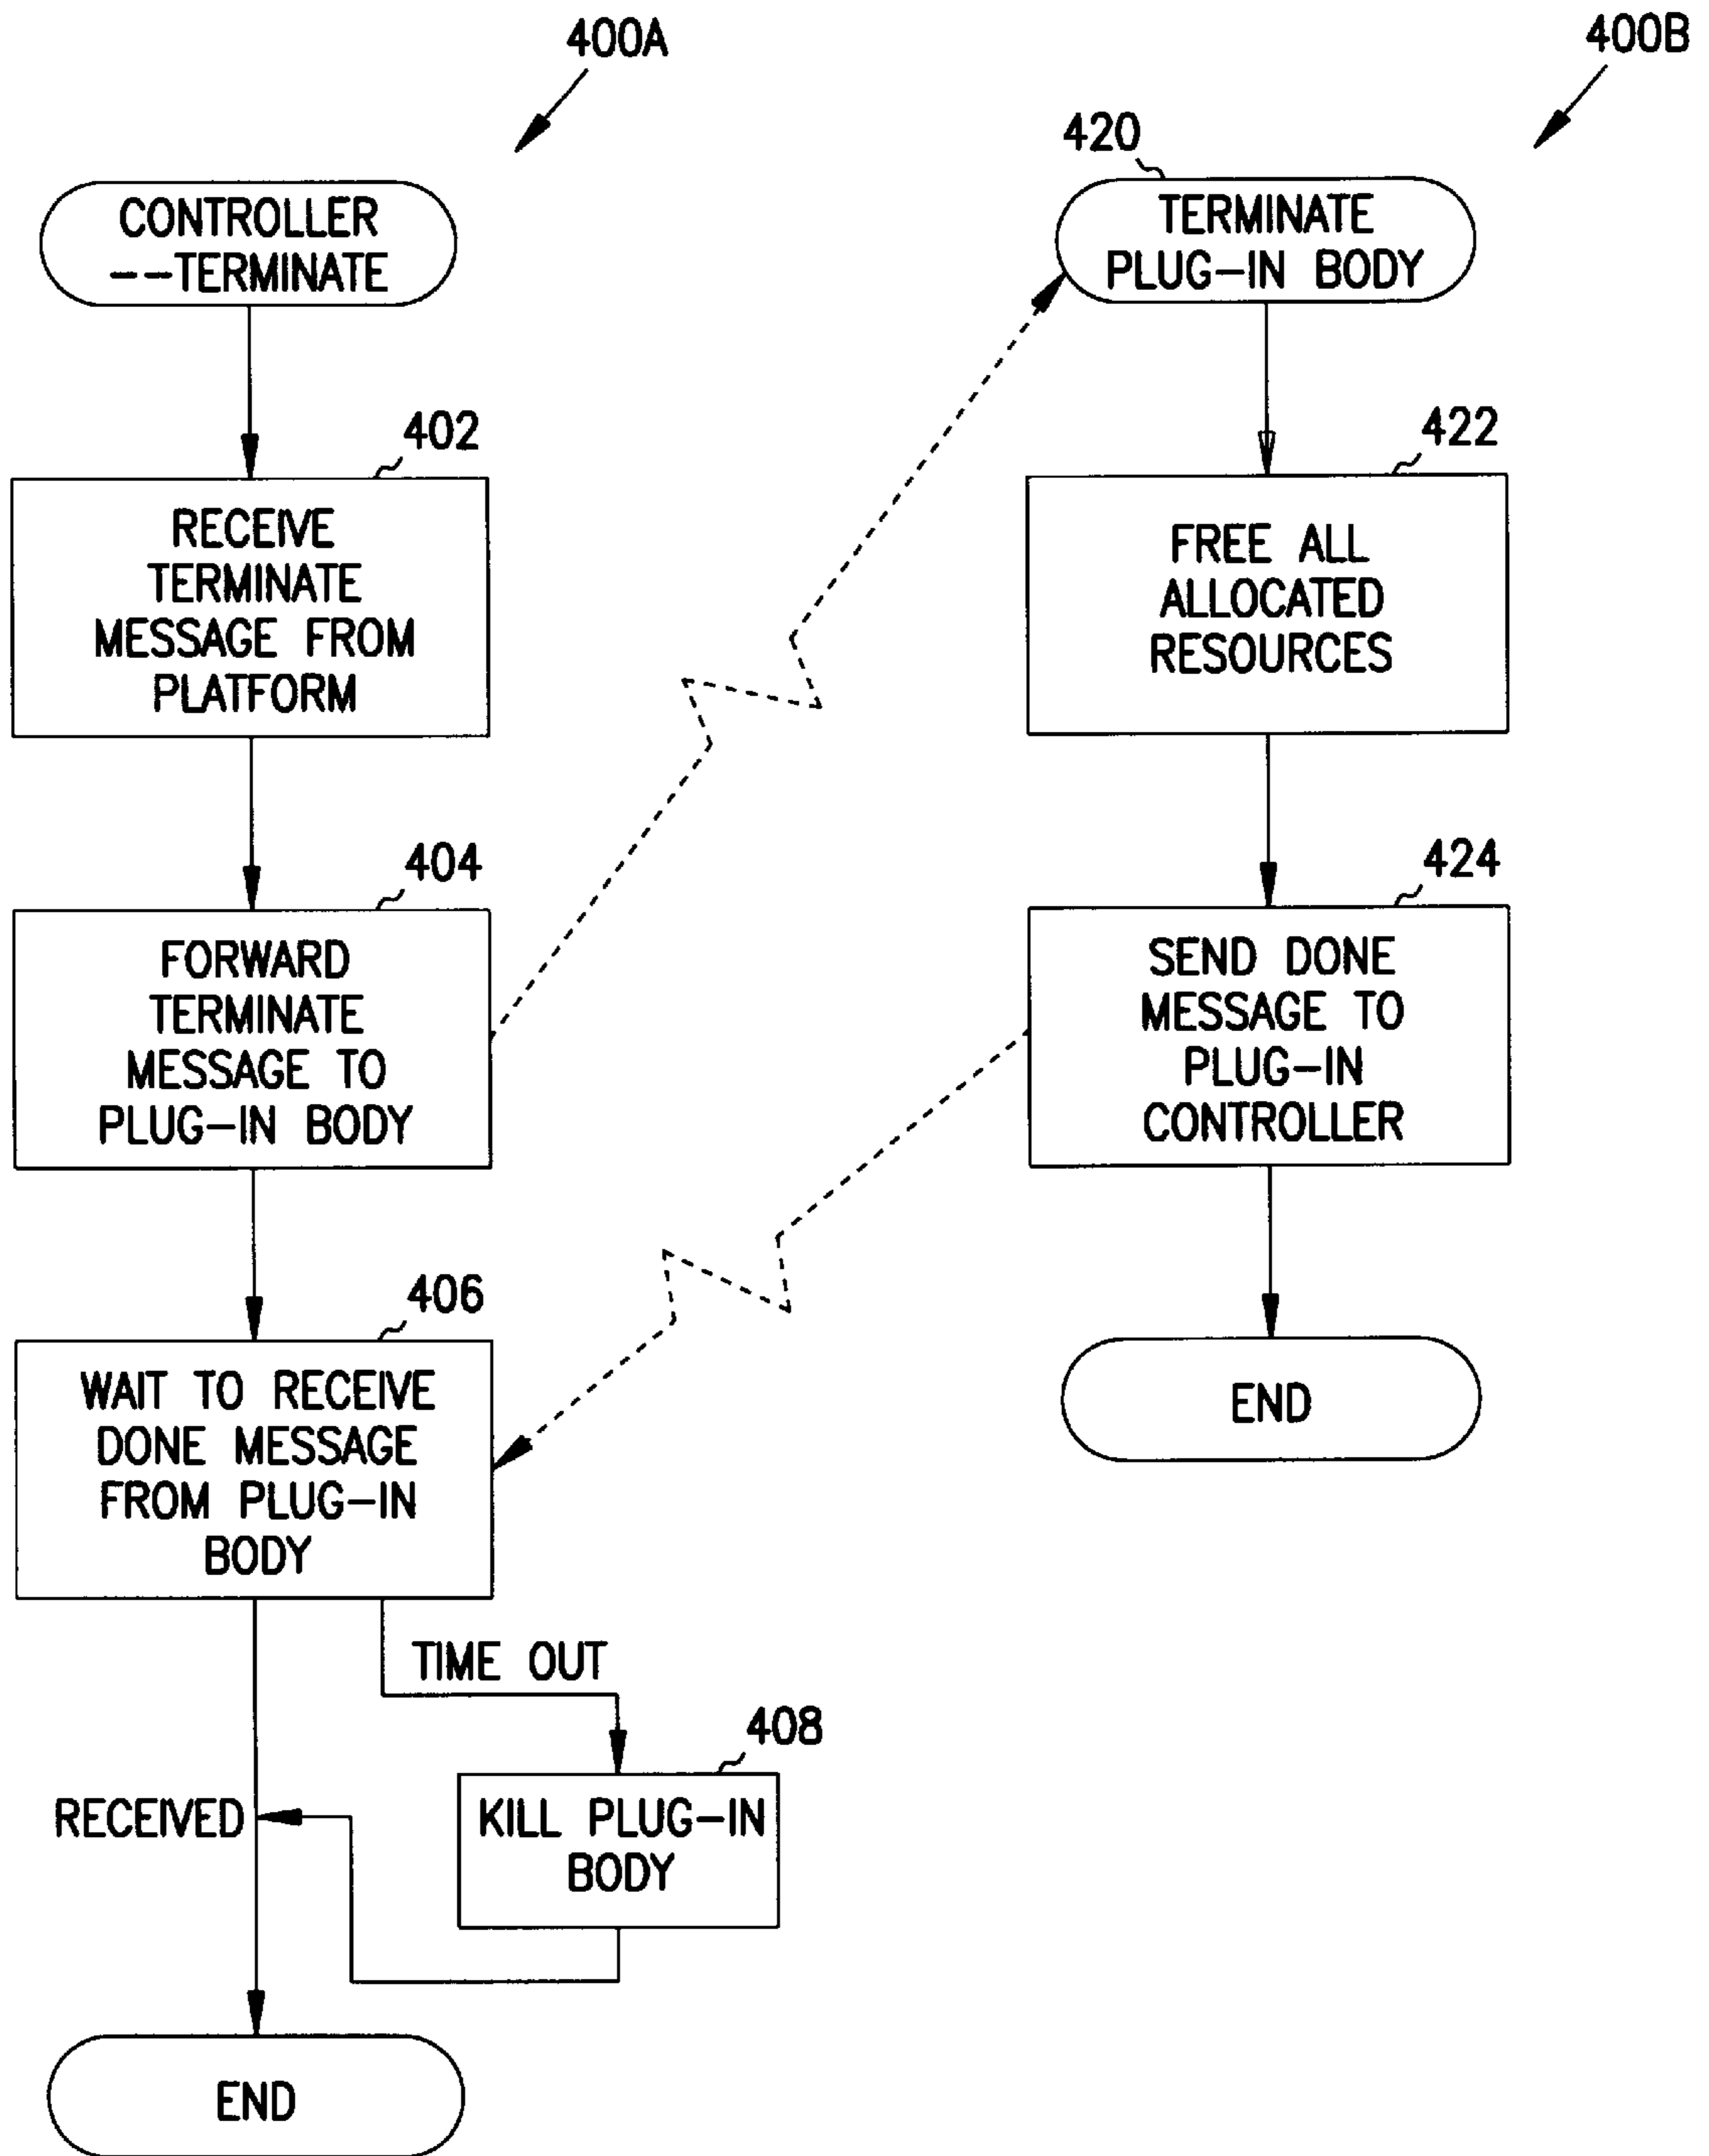 400A
CONTROLLER
--TERMINATE
402
RECEIVE
TERMINATE
MESSAGE FROM
PLATFORM
404
FORWARD
TERMINATE
MESSAGE TO
PLUG-IN BODY
406
WAIT TO RECEIVE
DONE MESSAGE
FROM PLUG-IN
BODY
TIME OUT
408
KILL PLUG-IN
BODY
RECEIVED
END
400B
420
TERMINATE
PLUG-IN BODY
422
FREE ALL
ALLOCATED
RESOURCES
424
SEND DONE
MESSAGE TO
PLUG-IN
CONTROLLER
END